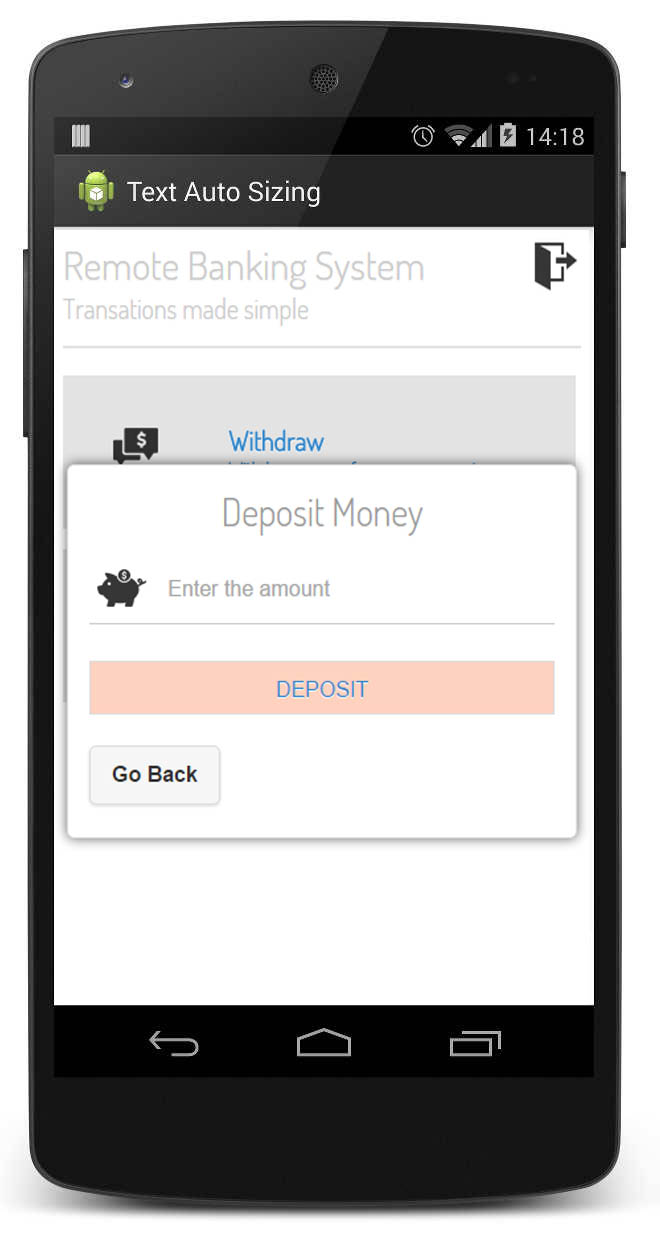 14:18
Text Auto Sizing
Remote Banking System
Transations made simple
$
Withdraw
Deposit Money
$
Enter the amount
DEPOSIT
Go Back